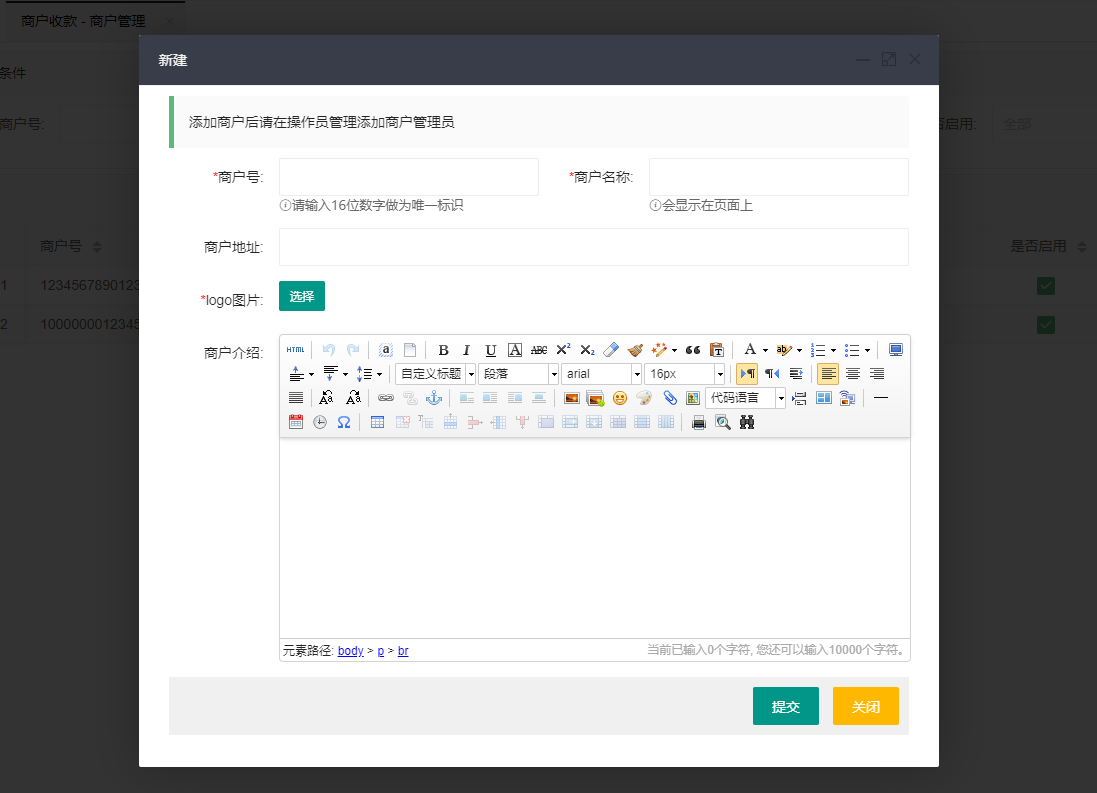 商户收款 - 商户管理
新建
条件
添加商户后请在操作员管理添加商户管理员
商户号:
启用:
全部
*商户号:
*商户名称:
请输入16位数字做为唯一标识
会显示在页面上
商户号
商户地址:
是否启用
1
1234567890123
*logo图片:
选择
2
1000000012345
商户介绍:
HTML
自定义标题
段落
arial
16px
代码语言
元素路径: body > p > br
当前已输入0个字符, 您还可以输入10000个字符。
提交
关闭